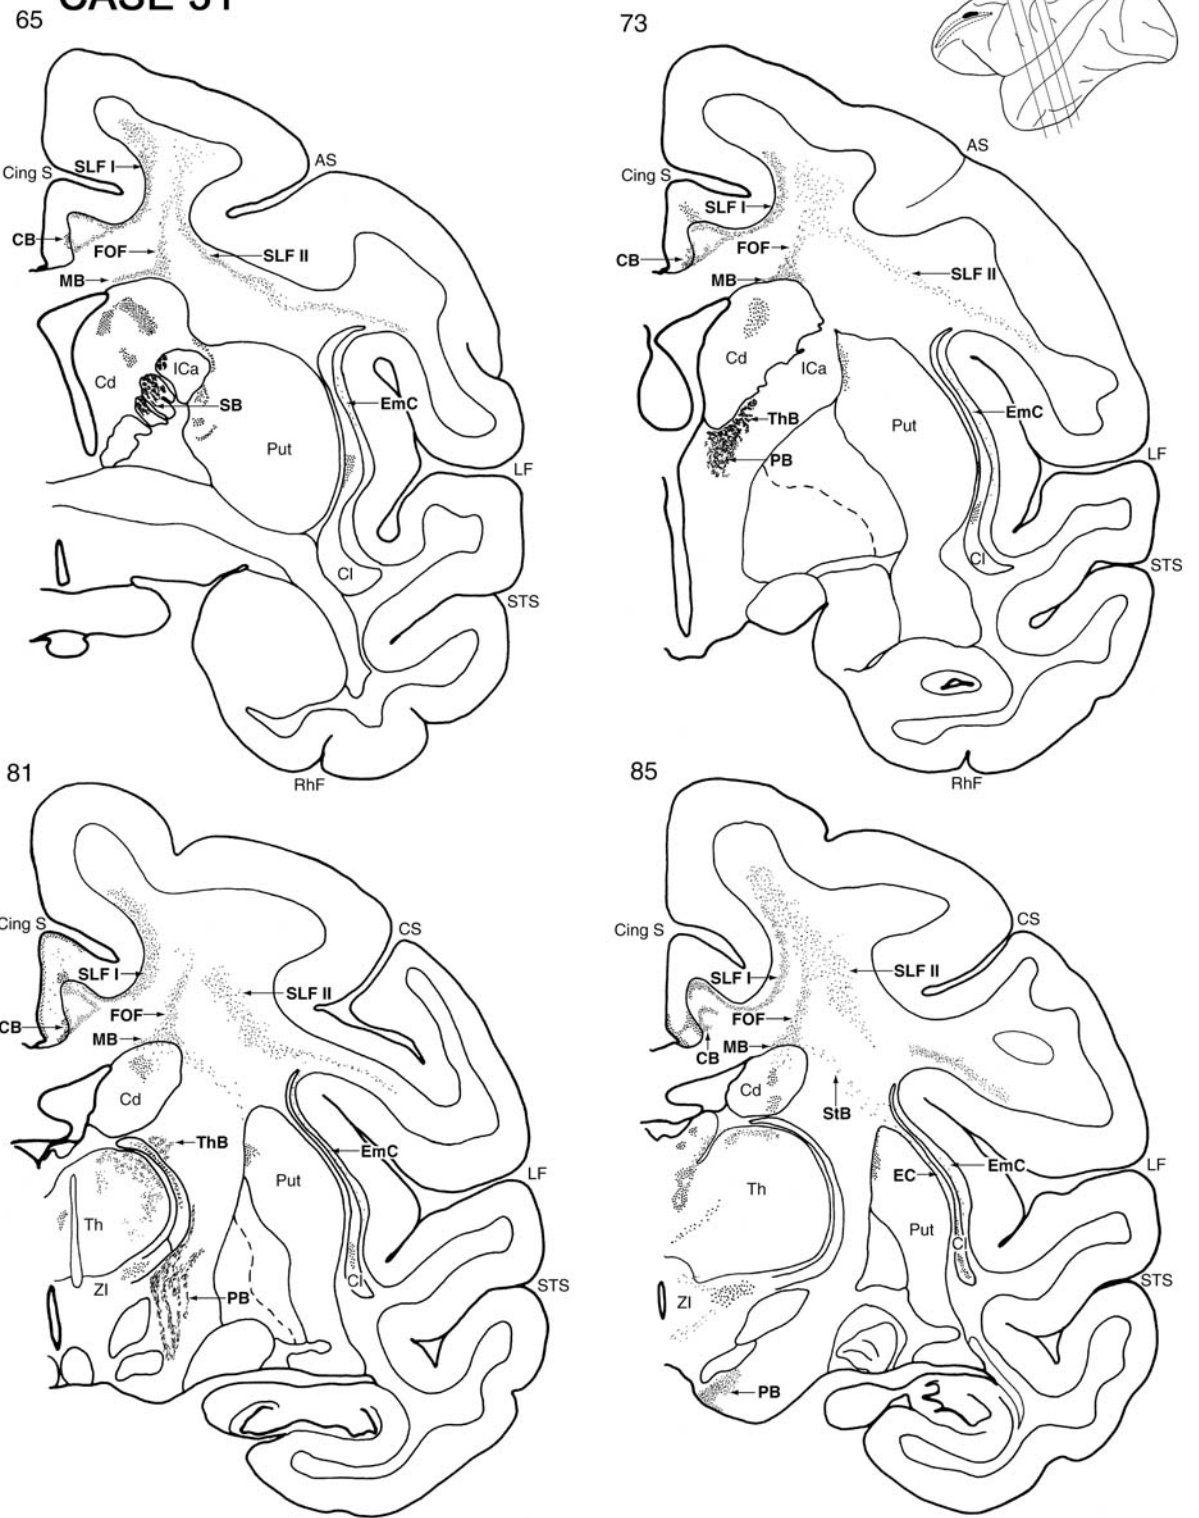 CASE
65
Cing S
SLF I
AS
CB
FOF
SLF II
MB
ICa
Cd
SB
EmC
Put
LF
Cl
STS
RhF
73
AS
Cing S
SLF I
FOF
CB
MB
SLF II
Cd
ICa
ThB
EmC
Put
PB
LF
Cl
STS
RhF
81
Cing S
CS
SLF I
SLF II
FOF
CB
MB
Cd
ThB
EmC
Put
LF
Th
Cl
ZI
PB
STS
85
Cing S
CS
SLF I
SLF II
FOF
MB
CB
Cd
StB
EmC
LF
EC
Th
Put
Cl
STS
ZI
PB